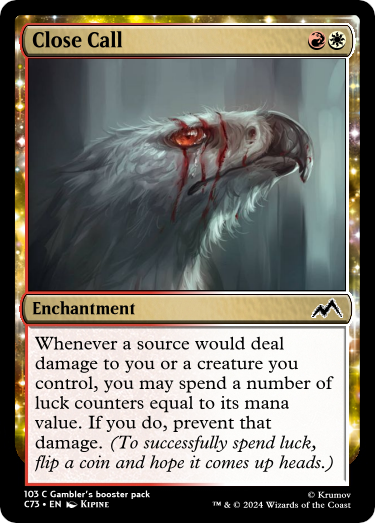 Close Call
Enchantment
Whenever a source would deal
damage to you or a creature you
control, you may spend a number of
luck counters equal to its mana
value. If you do, prevent that
damage. (To successfully spend luck,
flip a coin and hope it comes up heads.)
103 C Gambler's booster pack
© Krumov
C73 • EN Kipine
™ & © 2024 Wizards of the Coast